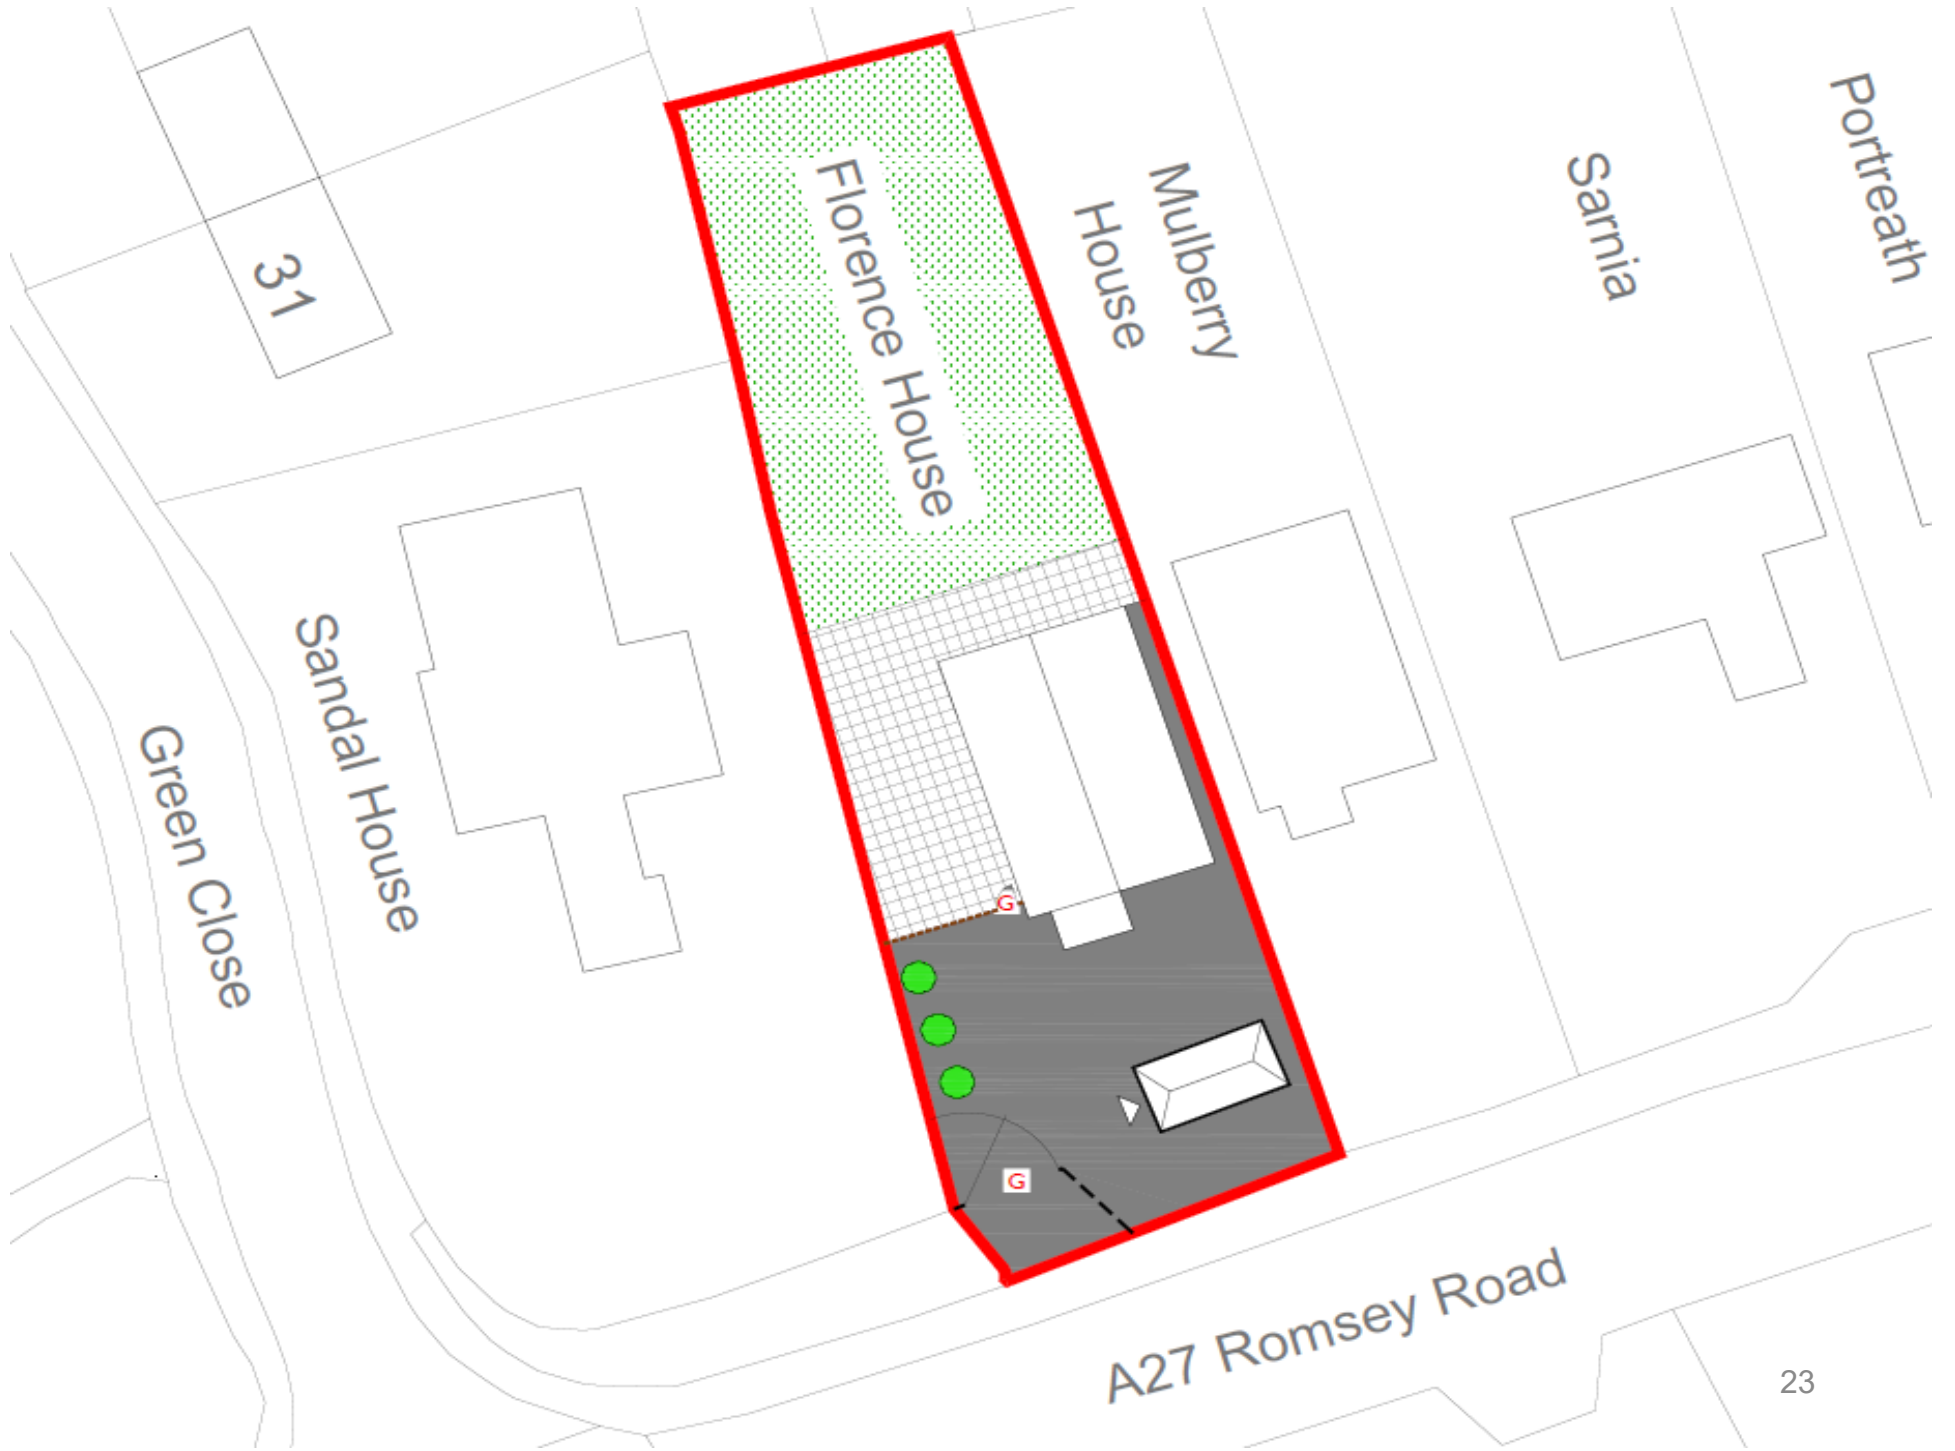 Portreath
Sarnia
Mulberry
House
Florence House
31
Sandal House
Green Close
G
G
A27 Romsey Road
23